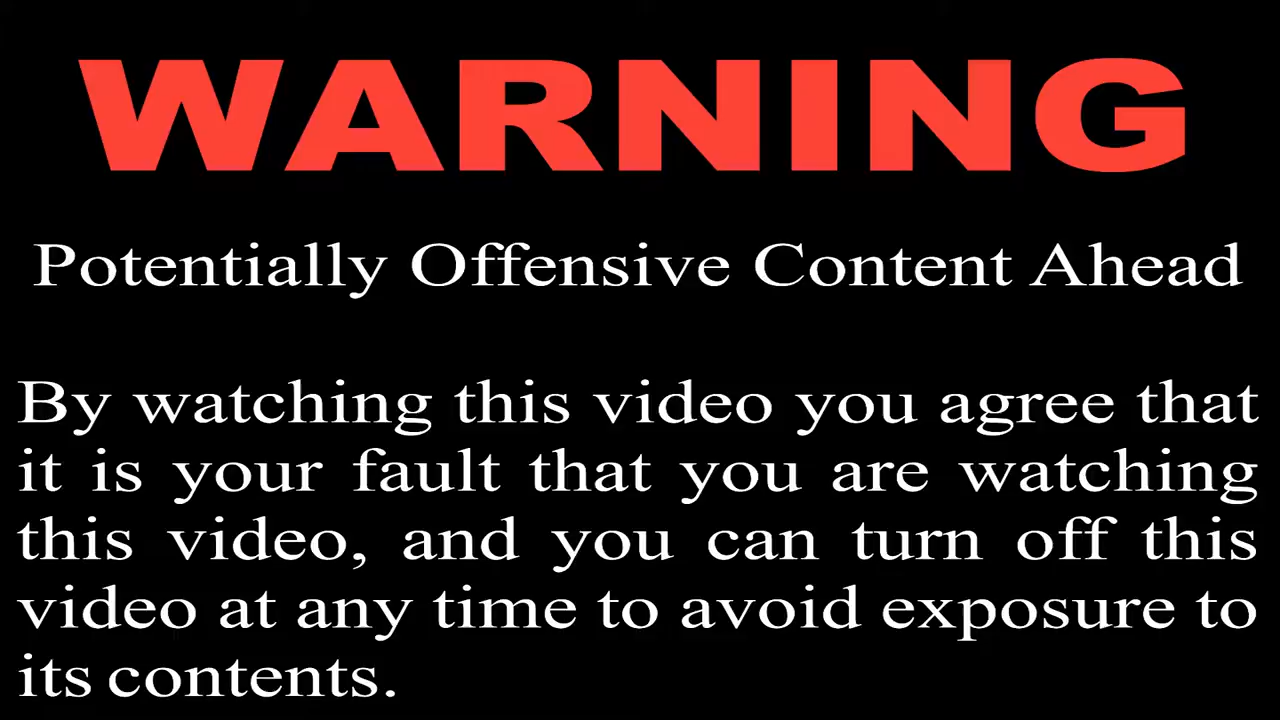 WARNING
Potentially Offensive Content Ahead
By watching this video you agree that
it is your fault that you are watching
this video, and you can turn off this
video at any time to avoid exposure to
its contents.